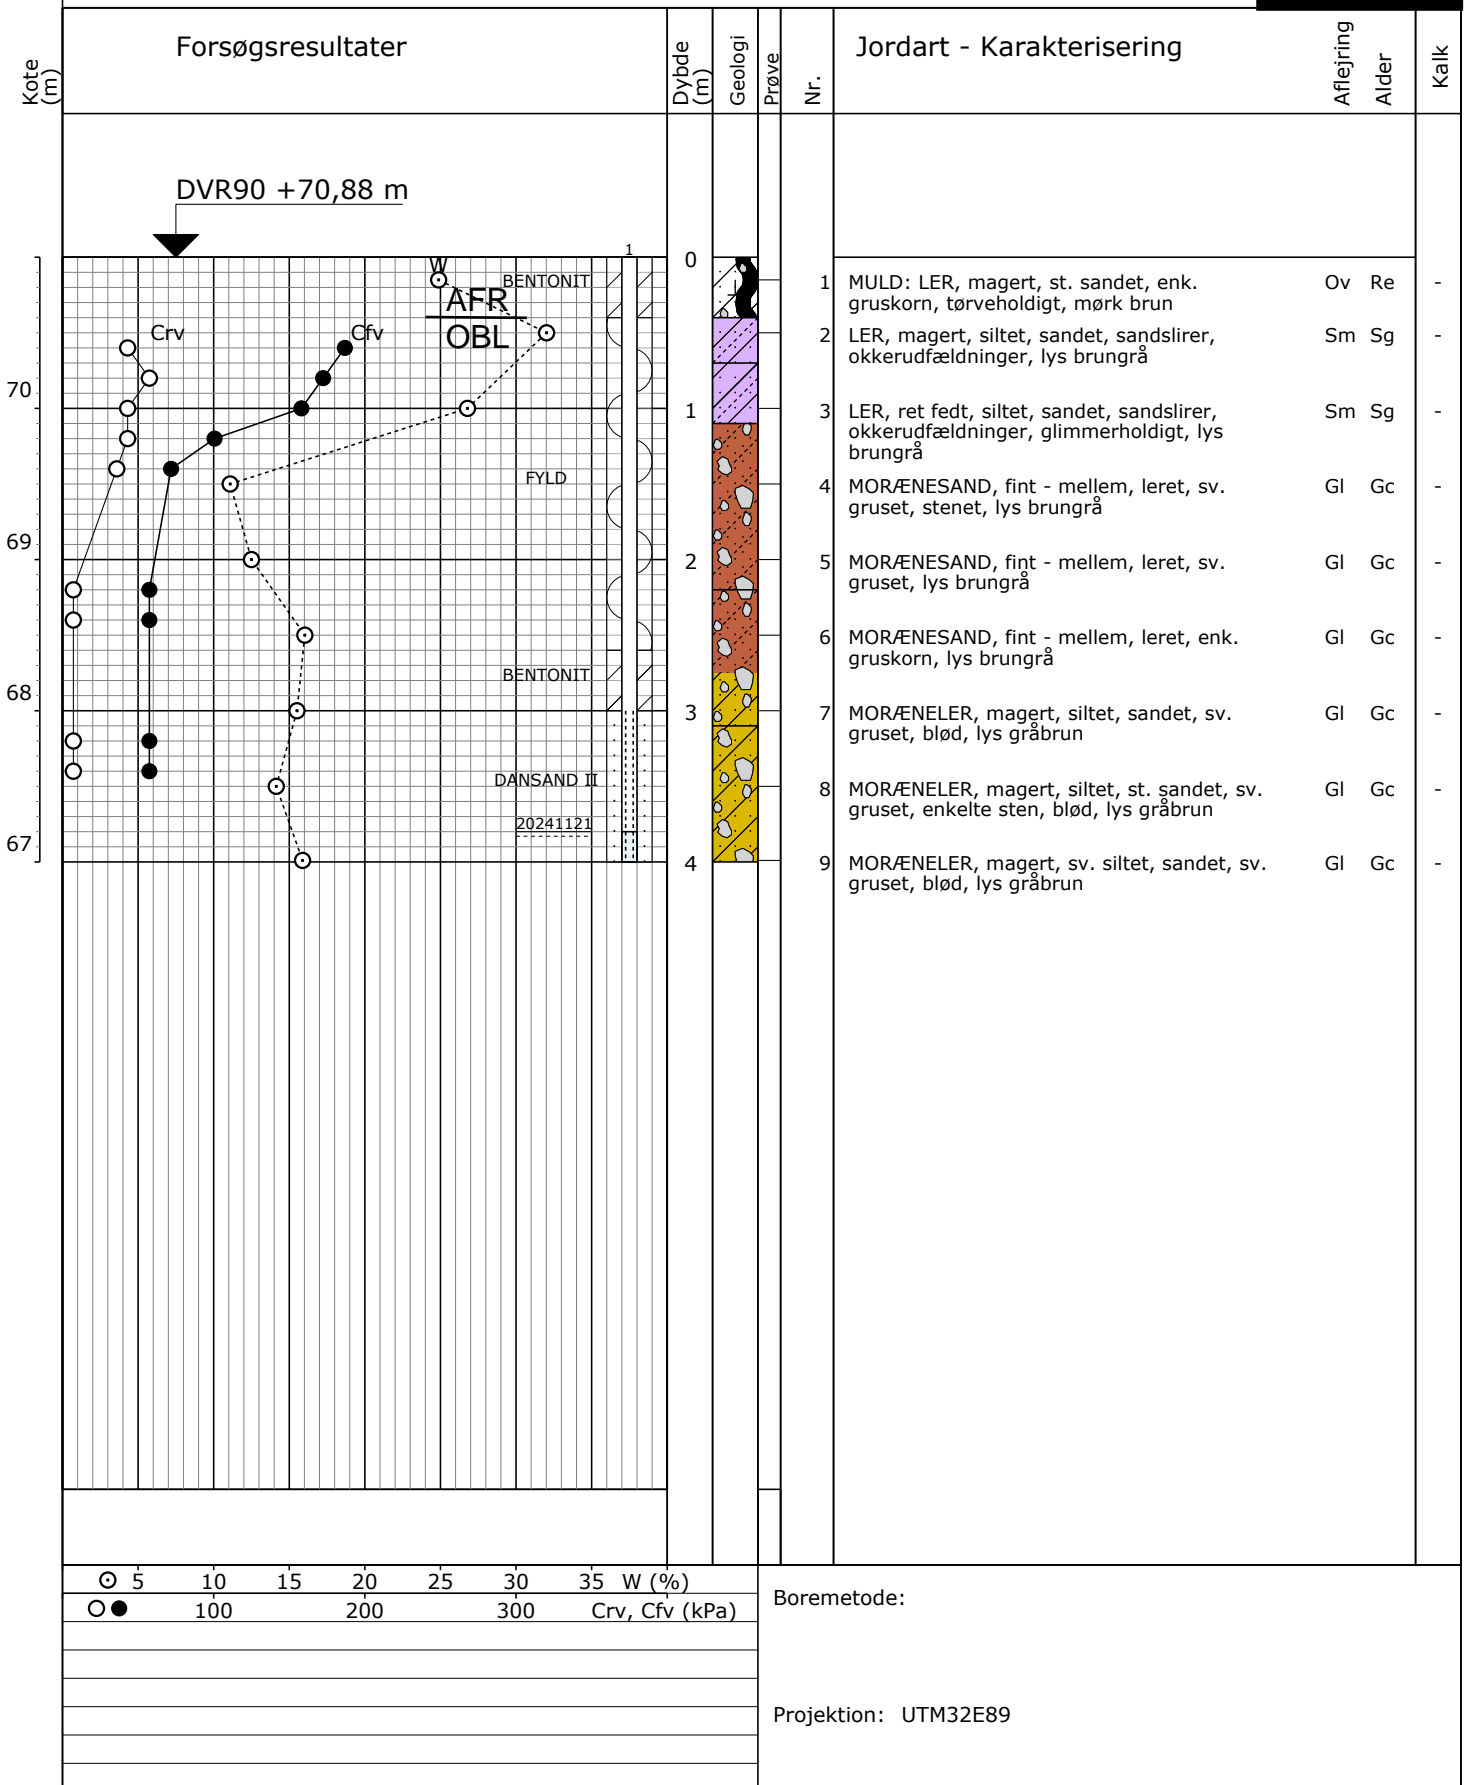 Kote
(m)
Forsøgsresultater
Dybde
(m)
Geologi
Prøve
Nr.
Jordart - Karakterisering
Aflejring
Alder
Kalk
DVR90 +70,88 m
1
W
BENTONIT
AFR
OBL
Crv
Cfv
FYLD
BENTONIT
DANSAND II
20241121
70
69
68
67
0
1
2
3
4
1 MULD: LER, magert, st. sandet, enk. Ov Re -
gruskorn, tørveholdigt, mørk brun
2 LER, magert, siltet, sandet, sandslirer, Sm Sg -
okkerudfældninger, lys brungrå
3 LER, ret fedt, siltet, sandet, sandslirer, Sm Sg -
okkerudfældninger, glimmerholdigt, lys
brungrå
4 MORÆNESAND, fint - mellem, leret, sv. Gl Gc -
gruset, stenet, lys brungrå
5 MORÆNESAND, fint - mellem, leret, sv. Gl Gc -
gruset, lys brungrå
6 MORÆNESAND, fint - mellem, leret, enk. Gl Gc -
gruskorn, lys brungrå
7 MORÆNELER, magert, siltet, sandet, sv. Gl Gc -
gruset, blød, lys gråbrun
8 MORÆNELER, magert, siltet, st. sandet, sv. Gl Gc -
gruset, enkelte sten, blød, lys gråbrun
9 MORÆNELER, magert, sv. siltet, sandet, sv. Gl Gc -
gruset, blød, lys gråbrun
5 10 15 20 25 30 35 W (%)
100 200 300 Crv, Cfv (kPa)
Boremetode:
Projektion: UTM32E89